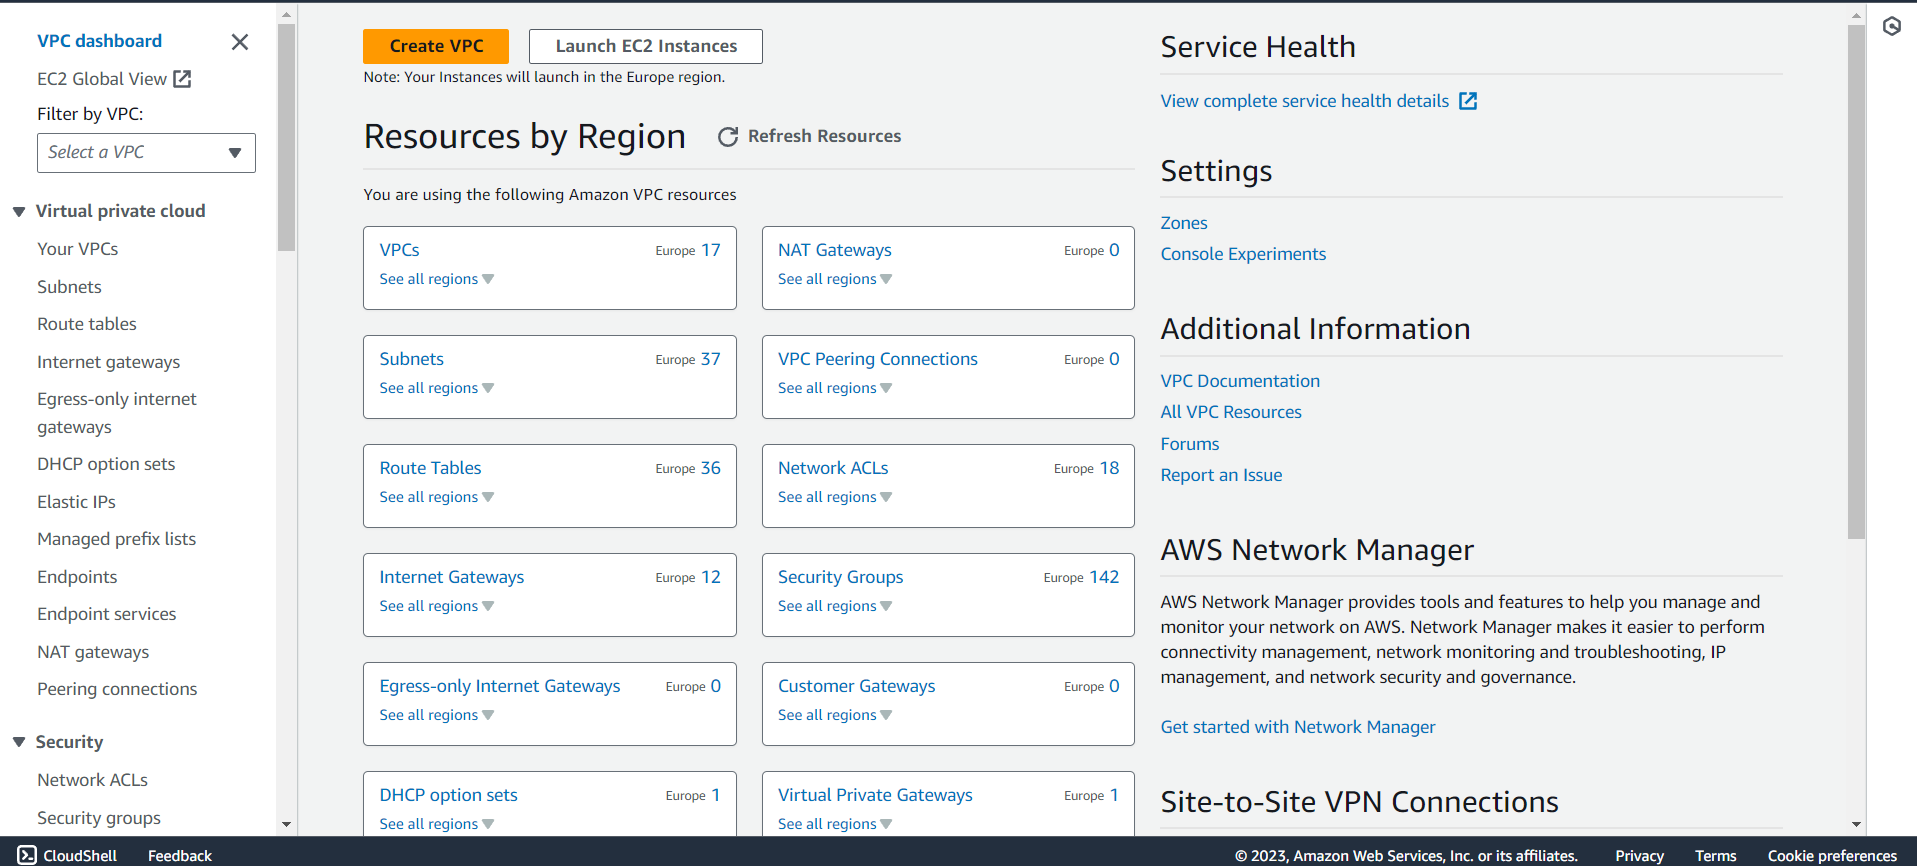 VPC dashboard
EC2 Global View
Filter by VPC:
Select a VPC
Virtual private cloud
Your VPCs
Subnets
Route tables
Internet gateways
Egress-only internet
gateways
DHCP option sets
Elastic IPs
Managed prefix lists
Endpoints
Endpoint services
NAT gateways
Peering connections
Security
Network ACLs
Security groups
Create VPC
Launch EC2 Instances
Note: Your Instances will launch in the Europe region.
Resources by Region
Refresh Resources
You are using the following Amazon VPC resources
VPCs
Europe 17
See all regions
NAT Gateways
Europe 0
See all regions
Subnets
Europe 37
See all regions
VPC Peering Connections
Europe 0
See all regions
Route Tables
Europe 36
See all regions
Network ACLs
Europe 18
See all regions
Internet Gateways
Europe 12
See all regions
Security Groups
Europe 142
See all regions
Egress-only Internet Gateways
Europe 0
See all regions
Customer Gateways
Europe 0
See all regions
DHCP option sets
Europe 1
See all regions
Virtual Private Gateways
Europe 1
See all regions
Service Health
View complete service health details
Settings
Zones
Console Experiments
Additional Information
VPC Documentation
All VPC Resources
Forums
Report an Issue
AWS Network Manager
AWS Network Manager provides tools and features to help you manage and
monitor your network on AWS. Network Manager makes it easier to perform
connectivity management, network monitoring and troubleshooting, IP
management, and network security and governance.
Get started with Network Manager
Site-to-Site VPN Connections
CloudShell
Feedback
© 2023, Amazon Web Services, Inc. or its affiliates.
Privacy
Terms
Cookie preferences